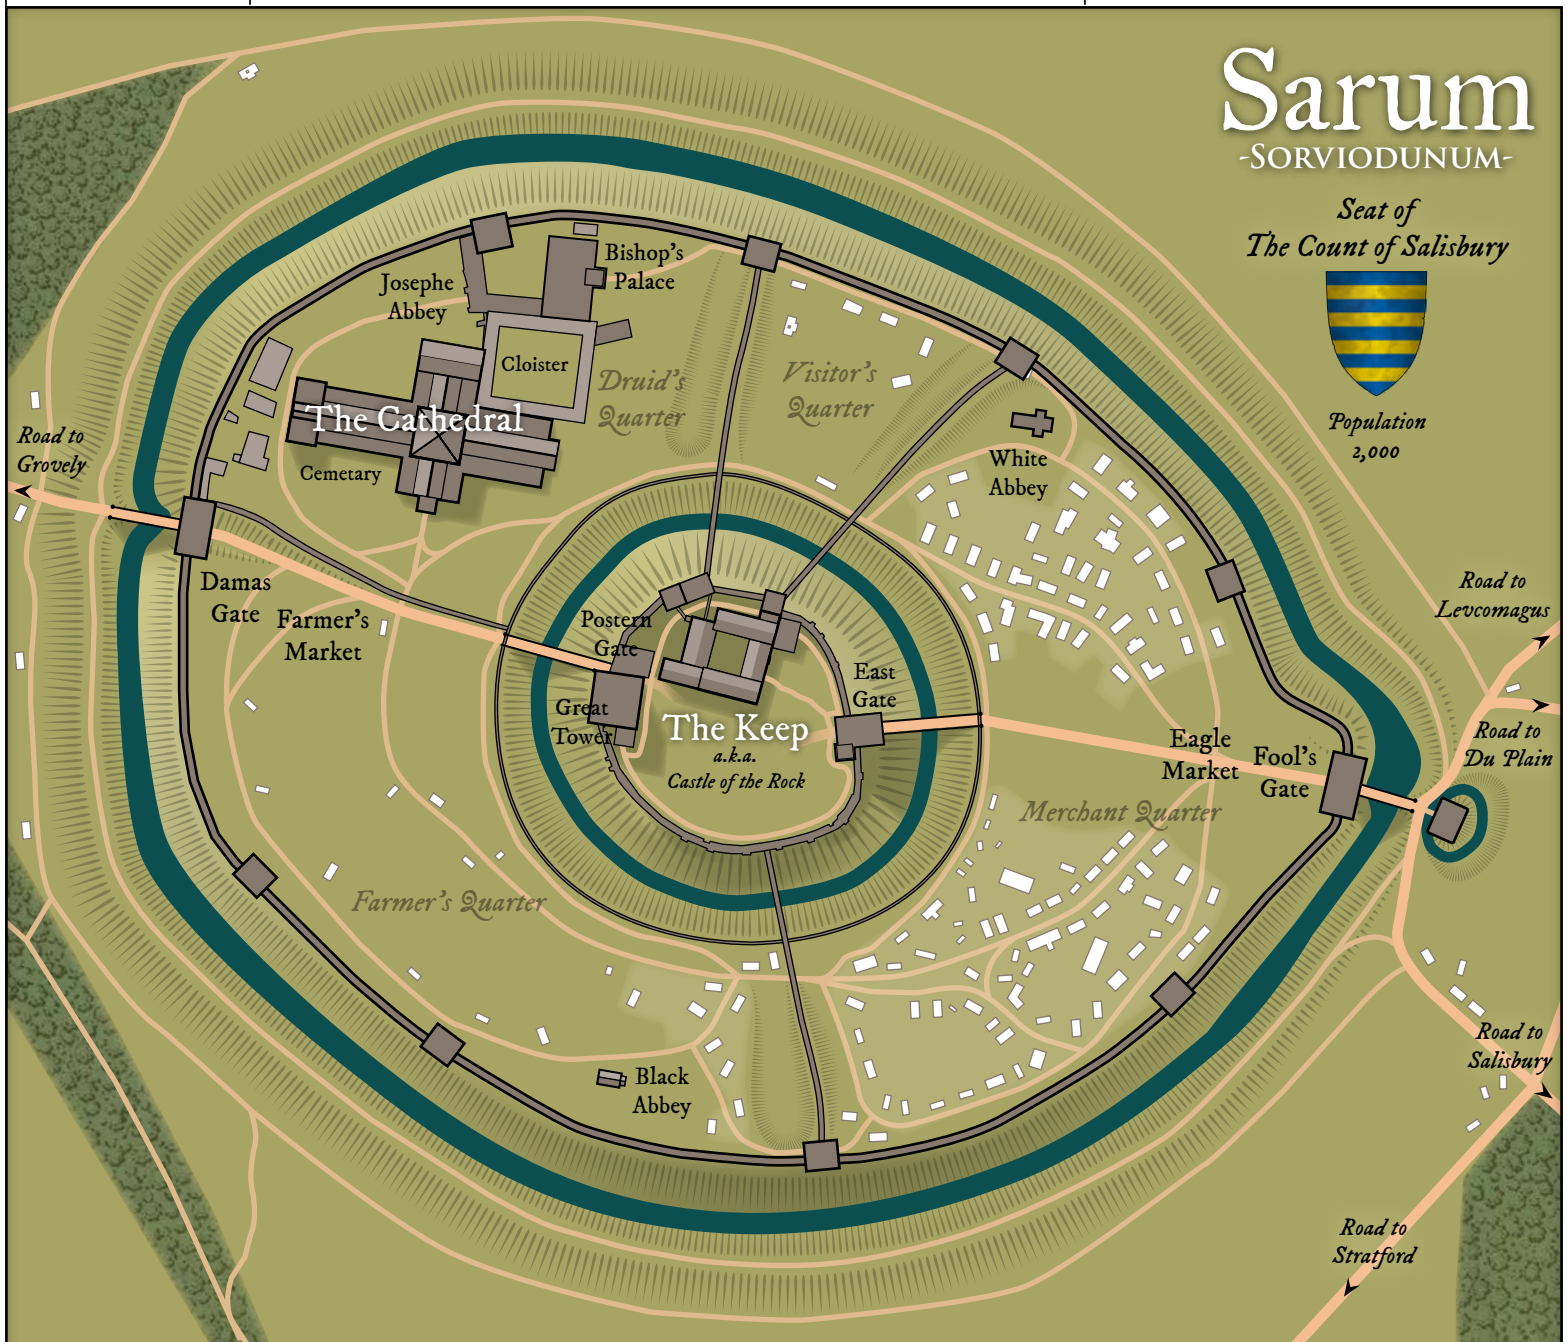 Sarum
-SORVIODUNUM-
Seat of
The Count of Salisbury
Population
2,000
Bishop's
Palace
Josephe
Abbey
Cloister
Druid's
Quarter
Visitor's
Quarter
The Cathedral
Cemetary
White
Abbey
Road to
Grovely
Damas
Gate
Farmer's
Market
Postern
Gate
Great
Tower
The Keep
a.k.a.
Castle of the Rock
East
Gate
Eagle
Market
Fool's
Gate
Merchant Quarter
Farmer's Quarter
Black
Abbey
Road to
Levcomagus
Road to
Du Plain
Road to
Salisbury
Road to
Stratford